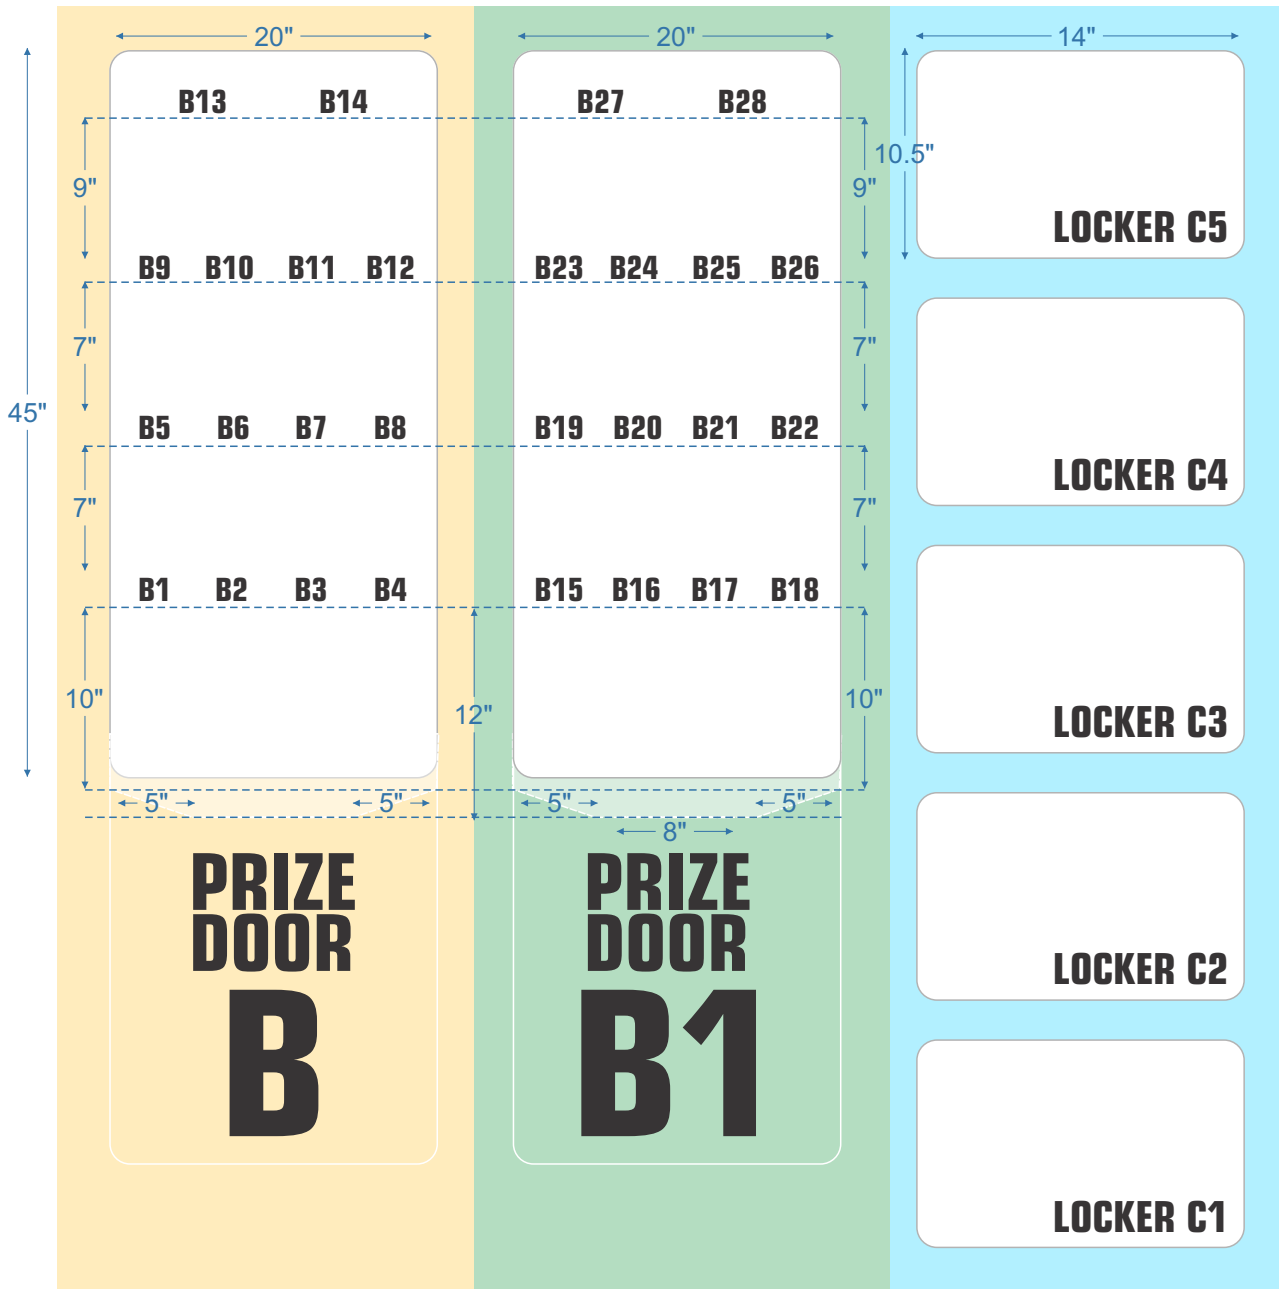 20" 20" 14"
B13 B14 B27 B28
10.5"
9" 9"
LOCKER C5
B9 B10 B11 B12 B23 B24 B25 B26
7" 7"
45"
B5 B6 B7 B8 B19 B20 B21 B22
LOCKER C4
7" 7"
B1 B2 B3 B4 B15 B16 B17 B18
10" 12" 10"
LOCKER C3
5" 5" 5" 5"
8"
PRIZE
DOOR
B
PRIZE
DOOR
B1
LOCKER C2
LOCKER C1